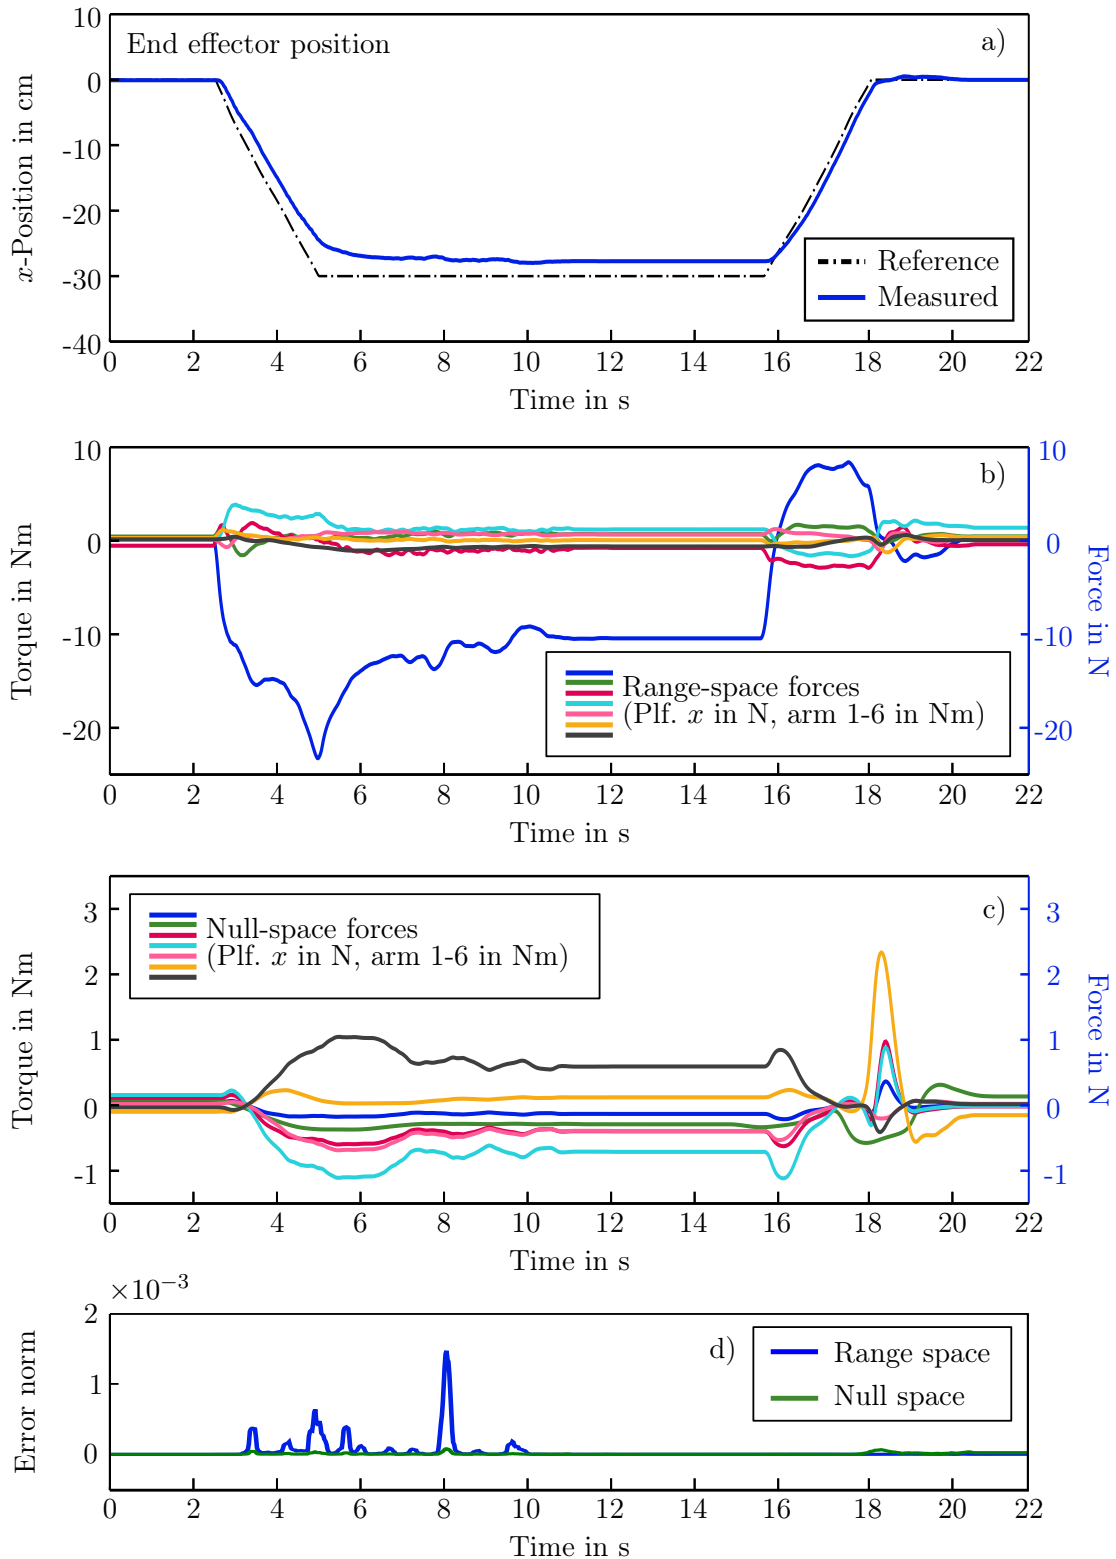 10
End effector position
a)
0
-10
-20
-30
-40
x-Position in cm
Reference
Measured
0 2 4 6 8 10 12 14 16 18 20 22
Time in s
10 10
b)
0 0
-10 -10
-20 -20
Torque in Nm
Force in N
Range-space forces
(Plf. x in N, arm 1-6 in Nm)
0 2 4 6 8 10 12 14 16 18 20 22
Time in s
3 3
c)
Null-space forces
(Plf. x in N, arm 1-6 in Nm)
2 2
1 1
0 0
-1 -1
Torque in Nm
Force in N
0 2 4 6 8 10 12 14 16 18 20 22
Time in s
×10−3
2
1
0
Error norm
d)
Range space
Null space
0 2 4 6 8 10 12 14 16 18 20 22
Time in s